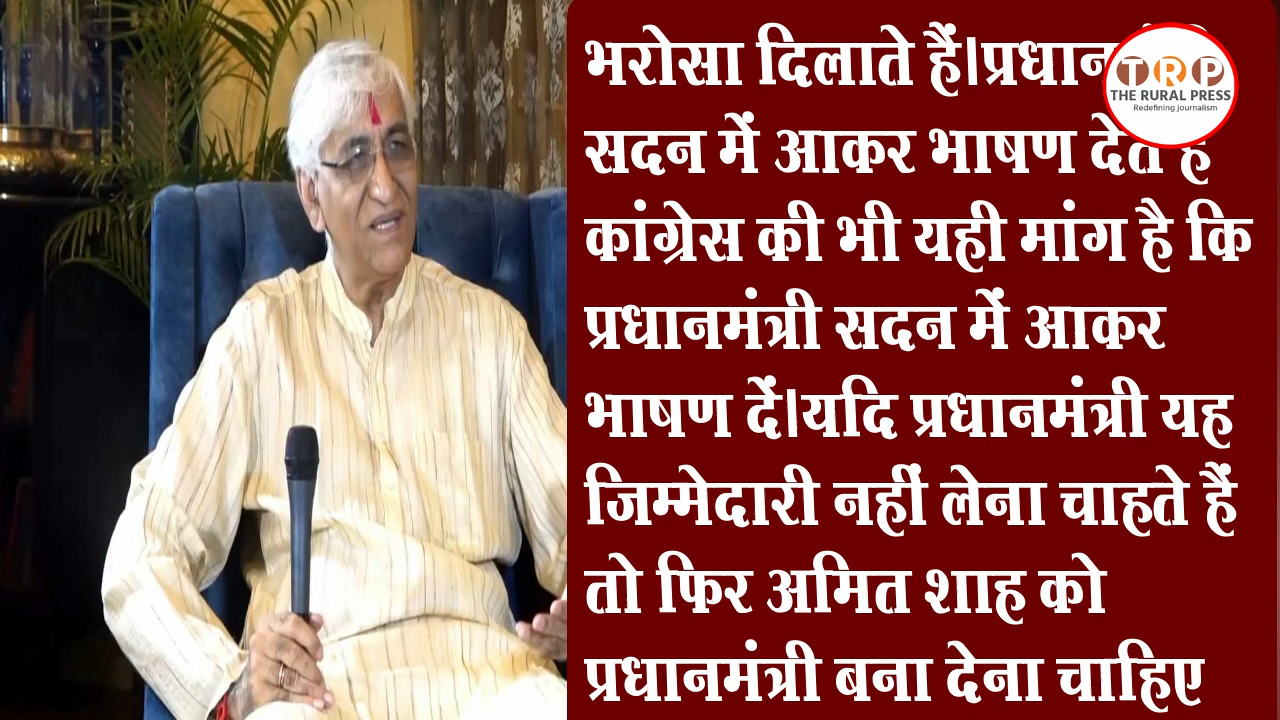 भरोसा दिलाते हैं।
सदन में आकर भाषण देते हैं
कांग्रेस की भी यही मांग है कि
प्रधानमंत्री सदन में आकर
भाषण दें।यदि प्रधानमंत्री यह
जिम्मेदारी नहीं लेना चाहते हैं
तो फिर अमित शाह को
प्रधानमंत्री बना देना चाहिए
TRP
THE RURAL PRESS
Redefining journalism